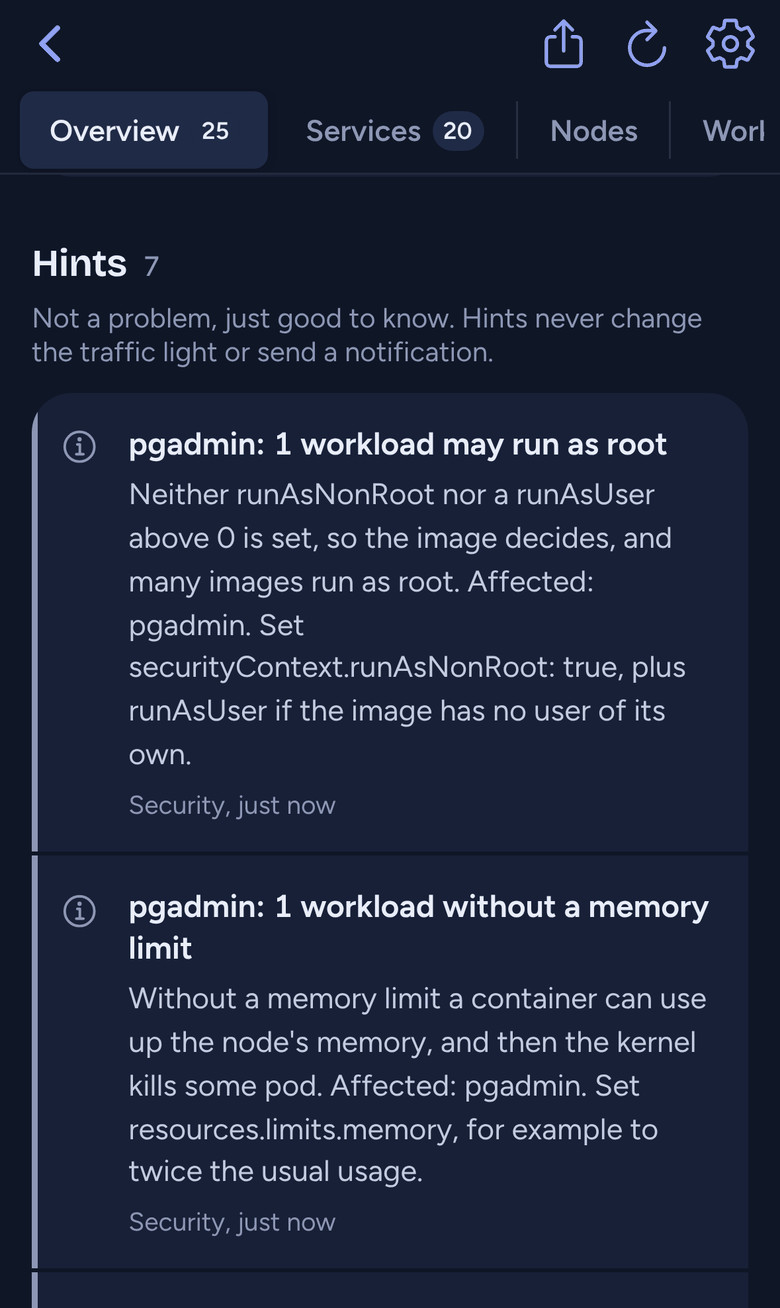 Overview 25 Services 20 Nodes Work
Hints 7
Not a problem, just good to know. Hints never change
the traffic light or send a notification.
pgadmin: 1 workload may run as root
Neither runAsNonRoot nor a runAsUser
above 0 is set, so the image decides, and
many images run as root. Affected:
pgadmin. Set
securityContext.runAsNonRoot: true, plus
runAsUser if the image has no user of its
own.
Security, just now
pgadmin: 1 workload without a memory
limit
Without a memory limit a container can use
up the node's memory, and then the kernel
kills some pod. Affected: pgadmin. Set
resources.limits.memory, for example to
twice the usual usage.
Security, just now